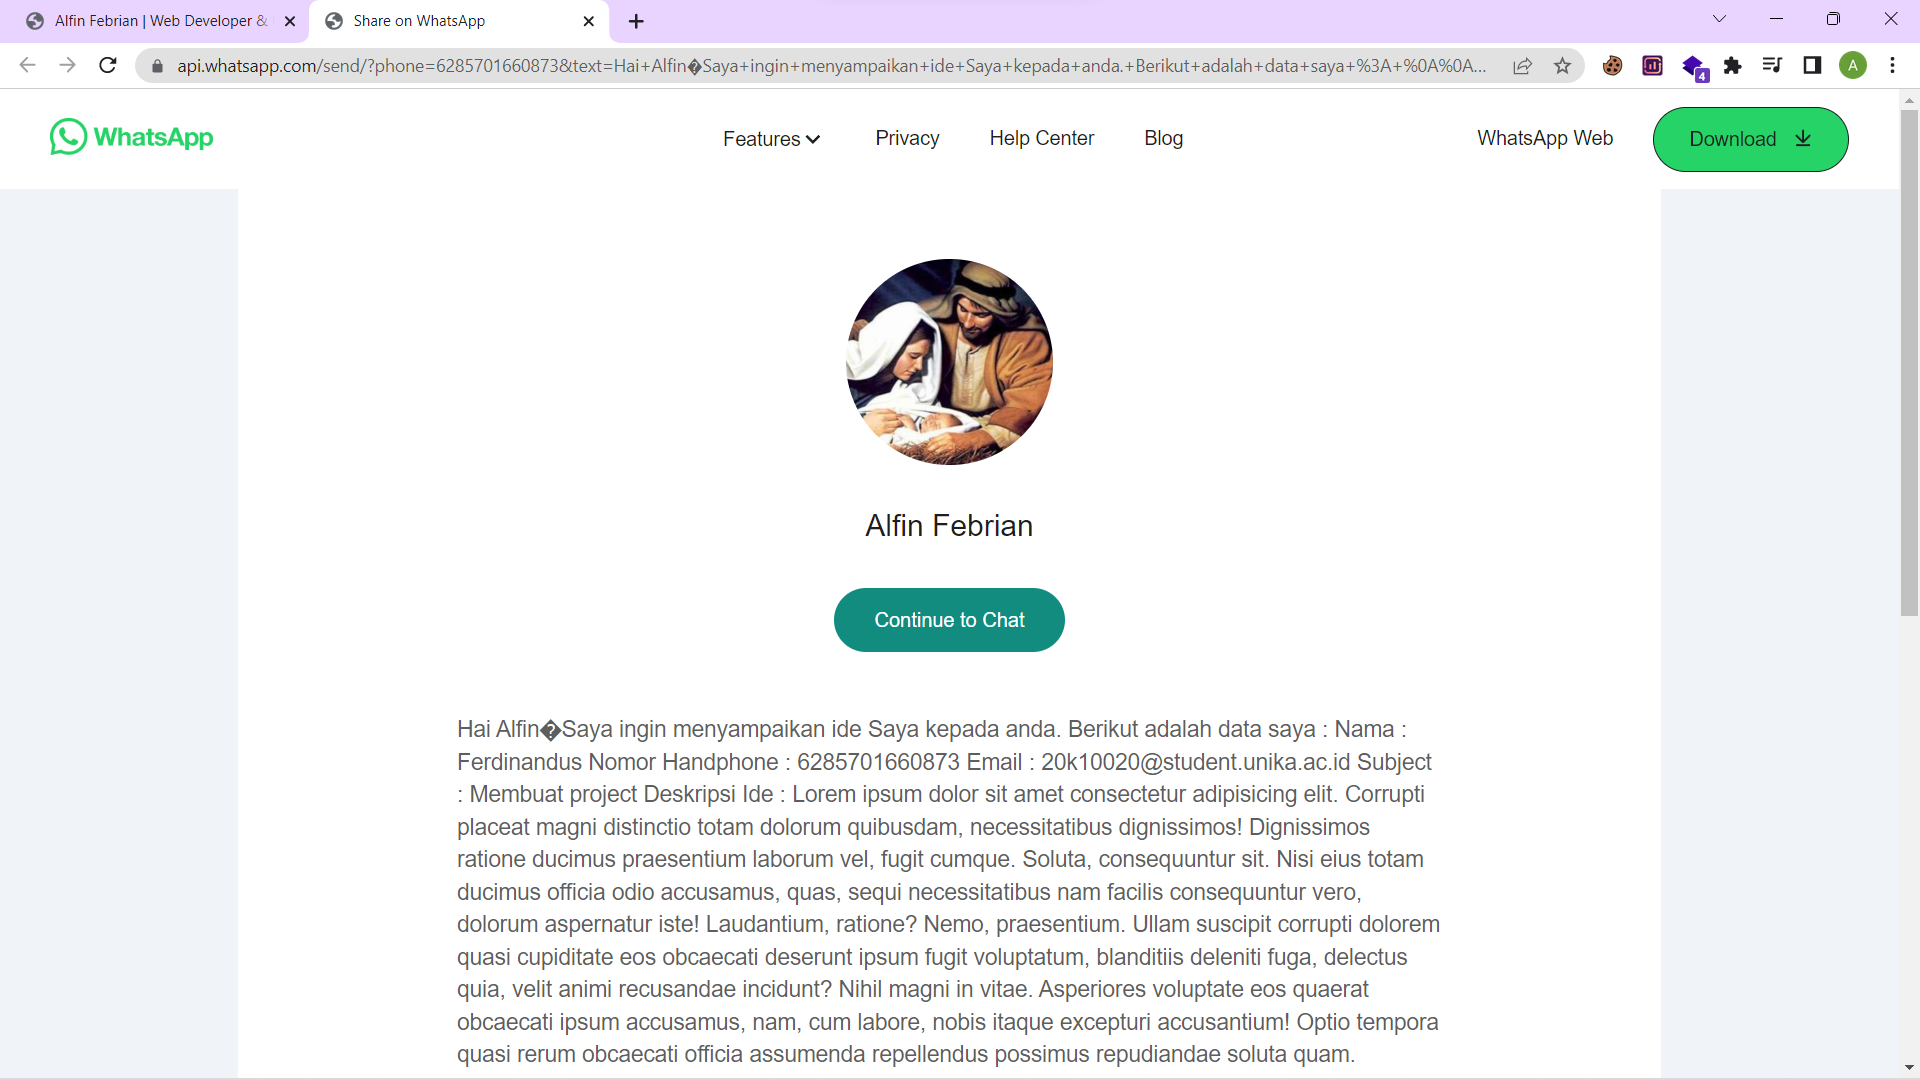 Alfin Febrian | Web Developer &
Share on WhatsApp
api.whatsapp.com/send/?phone=6285701660873&text=Hai+Alfin�Saya+ingin+menyampaikan+ide+Saya+kepada+anda.+Berikut+adalah+data+saya+%3A+%0A%0A...
4
A
WhatsApp
Features
Privacy
Help Center
Blog
WhatsApp Web
Download
Alfin Febrian
Continue to Chat
Hai Alfin�Saya ingin menyampaikan ide Saya kepada anda. Berikut adalah data saya : Nama :
Ferdinandus Nomor Handphone : 6285701660873 Email : 20k10020@student.unika.ac.id Subject
: Membuat project Deskripsi Ide : Lorem ipsum dolor sit amet consectetur adipisicing elit. Corrupti
placeat magni distinctio totam dolorum quibusdam, necessitatibus dignissimos! Dignissimos
ratione ducimus praesentium laborum vel, fugit cumque. Soluta, consequuntur sit. Nisi eius totam
ducimus officia odio accusamus, quas, sequi necessitatibus nam facilis consequuntur vero,
dolorum aspernatur iste! Laudantium, ratione? Nemo, praesentium. Ullam suscipit corrupti dolorem
quasi cupiditate eos obcaecati deserunt ipsum fugit voluptatum, blanditiis deleniti fuga, delectus
quia, velit animi recusandae incidunt? Nihil magni in vitae. Asperiores voluptate eos quaerat
obcaecati ipsum accusamus, nam, cum labore, nobis itaque excepturi accusantium! Optio tempora
quasi rerum obcaecati officia assumenda repellendus possimus repudiandae soluta quam.